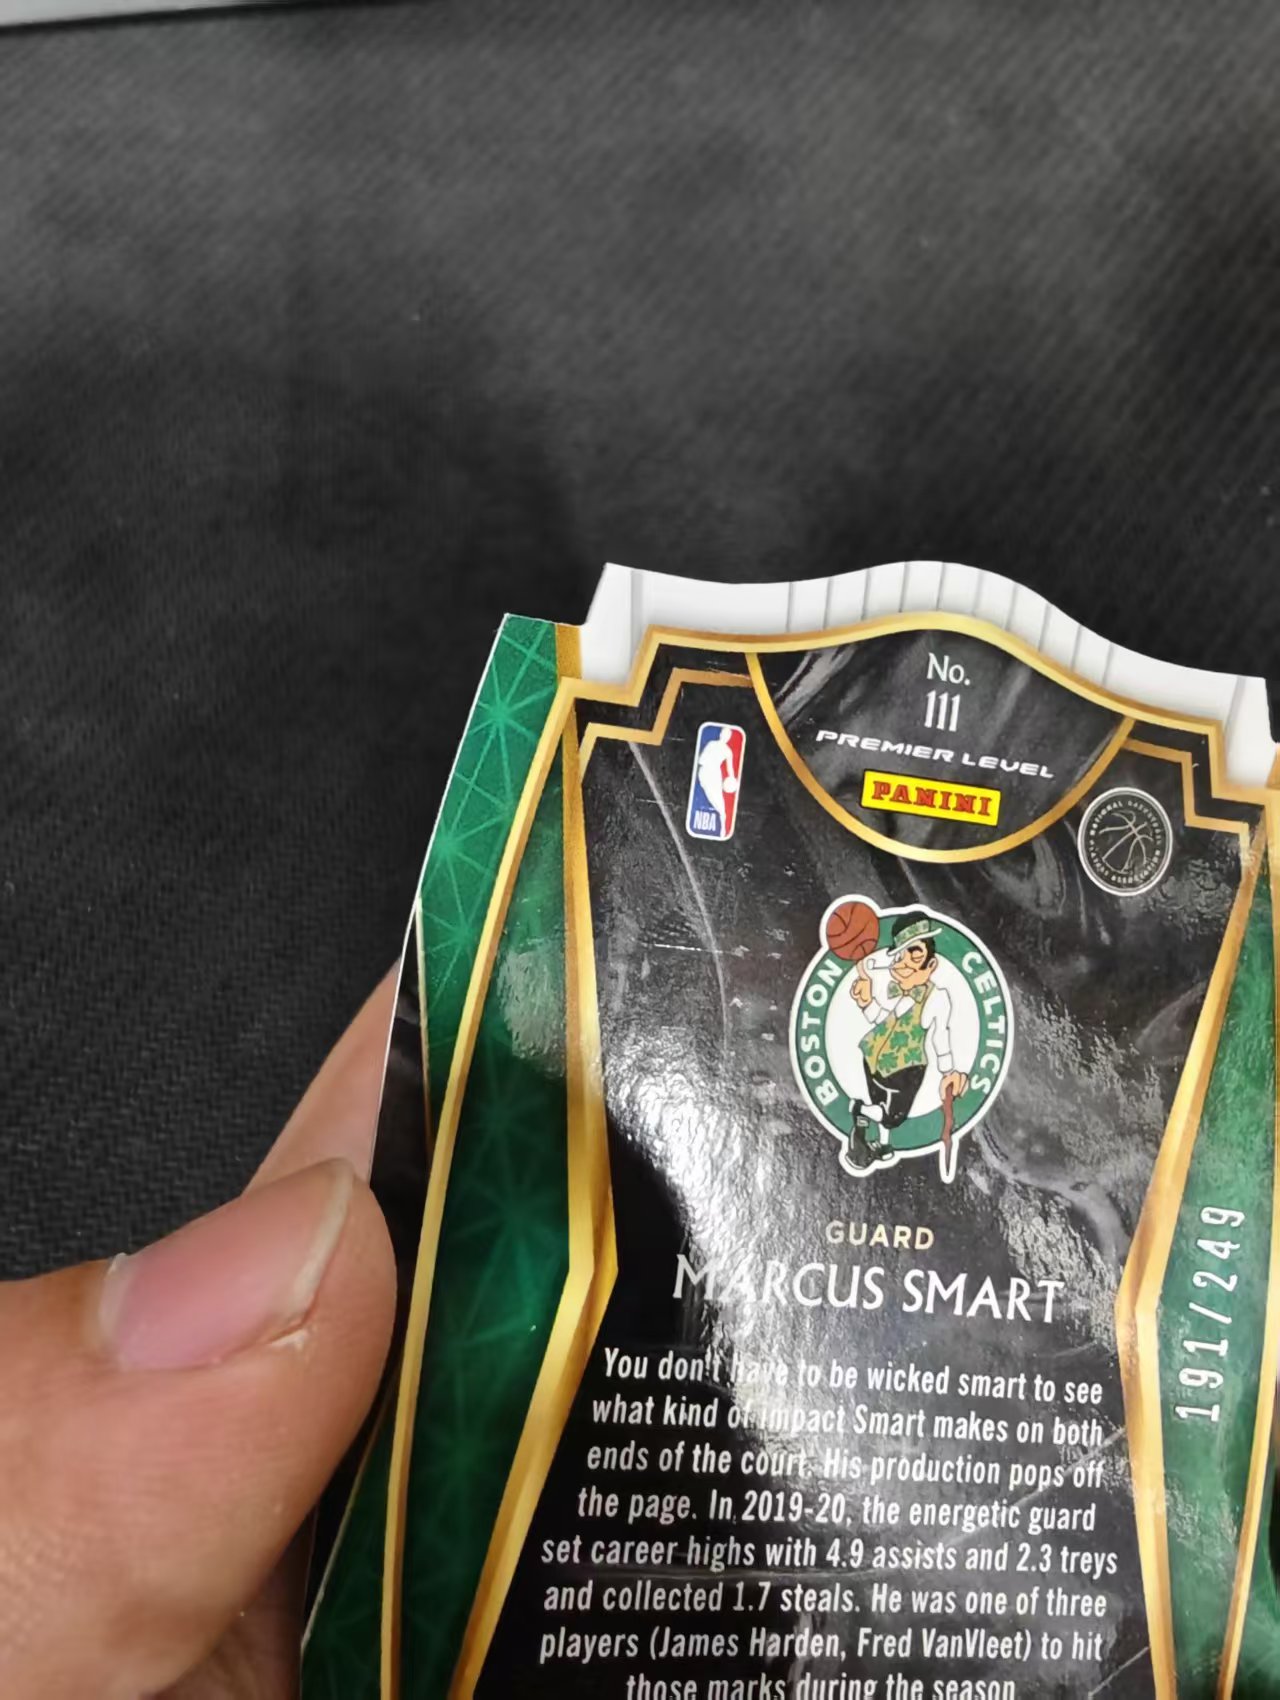 No.
111
PREMIER LEVEL
PANINI
NBA
NATIONAL BASKETBALL
PLAYERS ASSOCIATION
BOSTON CELTICS
GUARD
MARCUS SMART
191/249
You don't have to be wicked smart to see
what kind of impact Smart makes on both
ends of the court. His production pops off
the page. In 2019-20, the energetic guard
set career highs with 4.9 assists and 2.3 treys
and collected 1.7 steals. He was one of three
players (James Harden, Fred VanVleet) to hit
those marks during the season.